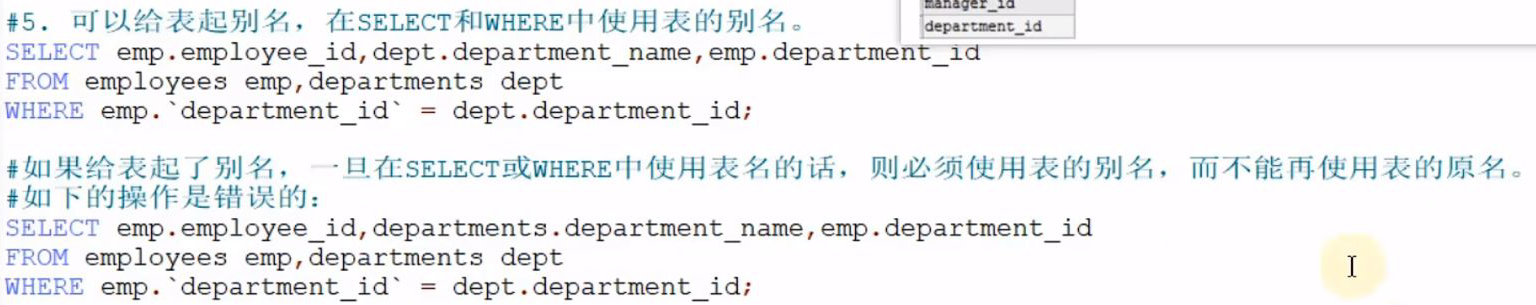 manager_id
department_id
#5. 可以给表起别名，在SELECT和WHERE中使用表的别名。
SELECT emp.employee_id,dept.department_name,emp.department_id
FROM employees emp,departments dept
WHERE emp.`department_id` = dept.department_id;
#如果给表起了别名，一旦在SELECT或WHERE中使用表名的话，则必须使用表的别名，而不能再使用表的原名。
#如下的操作是错误的：
SELECT emp.employee_id,departments.department_name,emp.department_id
FROM employees emp,departments dept
WHERE emp.`department_id` = dept.department_id;